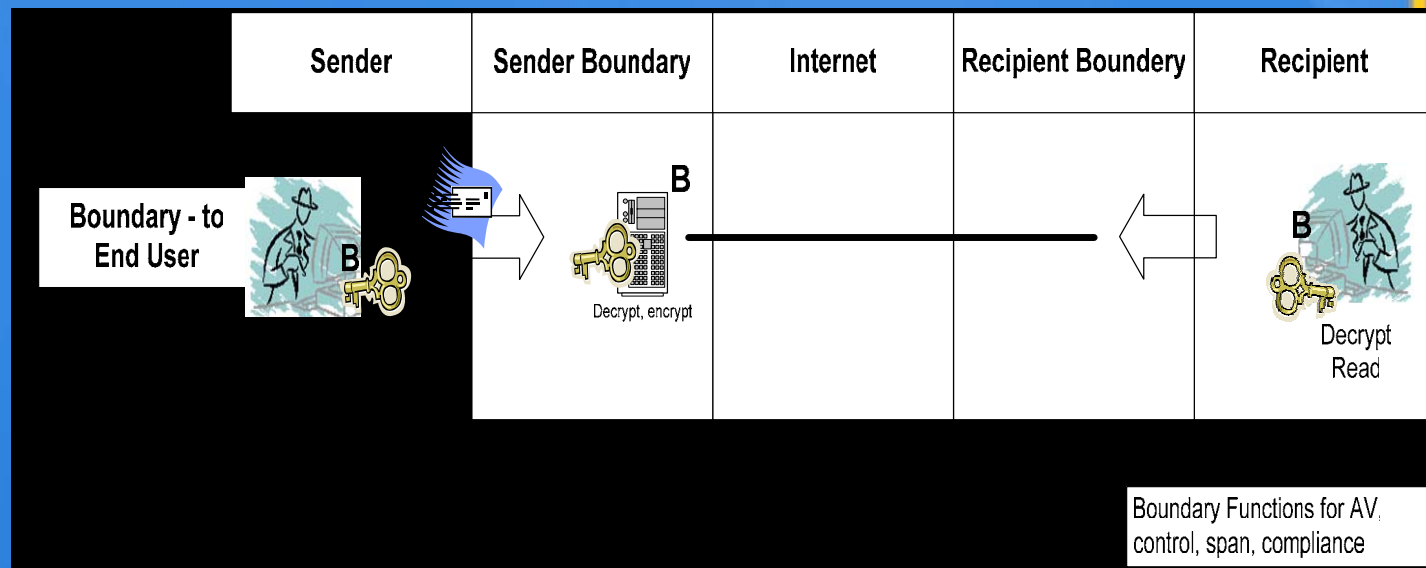 Sender
Sender Boundary
Internet
Recipient Boundery
Recipient
Boundary - to
End User
B
B
Decrypt, encrypt
B
Decrypt
Read
Boundary Functions for AV,
control, span, compliance